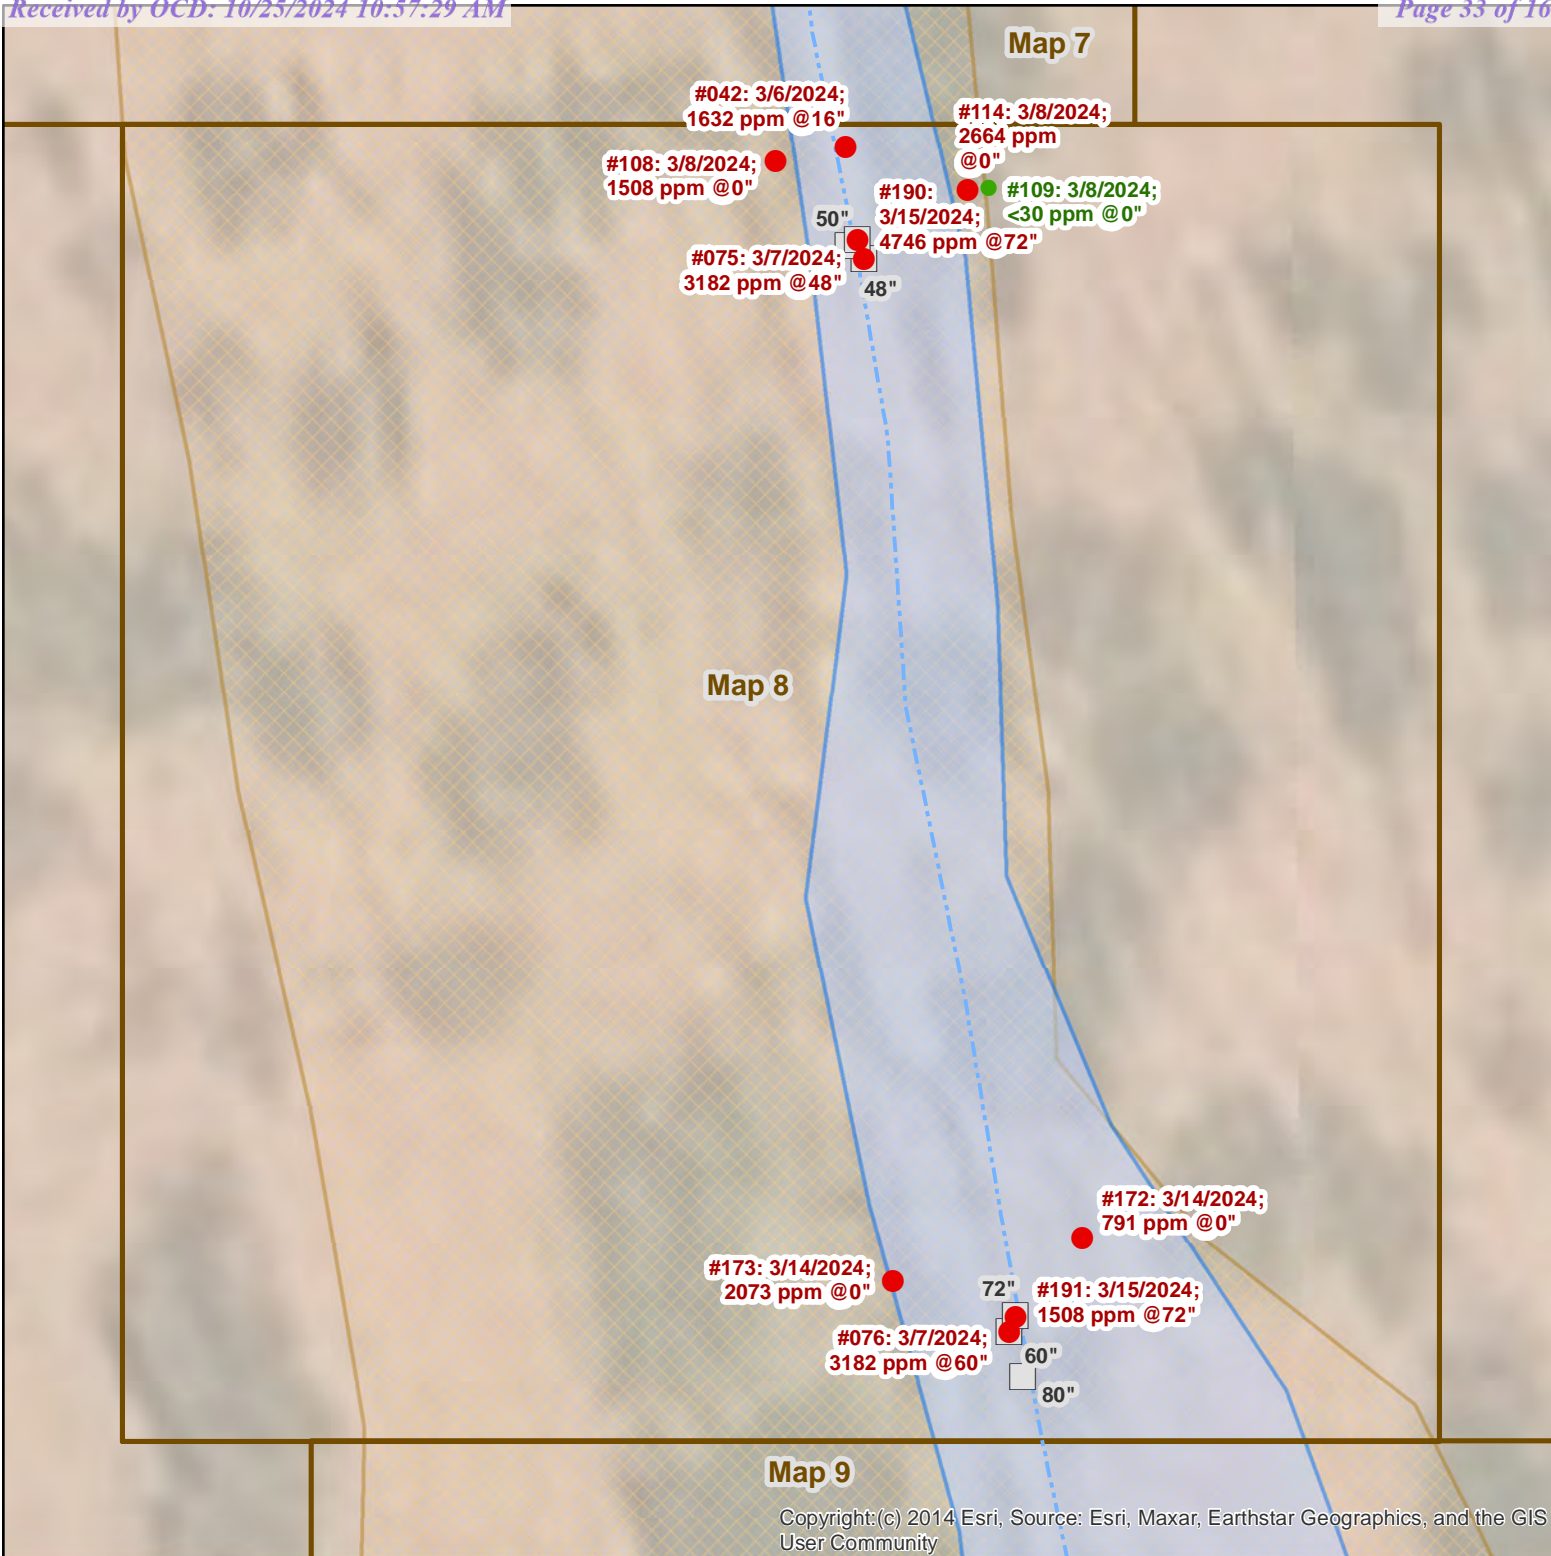 Received by OCD: 10/25/2024 10:57:29 AM
Page 33 of 16
Map 7
#042: 3/6/2024;
1632 ppm @16"
#114: 3/8/2024;
2664 ppm
@0"
#108: 3/8/2024;
1508 ppm @0"
#190:
3/15/2024;
4746 ppm @72"
#109: 3/8/2024;
<30 ppm @0"
50"
#075: 3/7/2024;
3182 ppm @48"
48"
Map 8
#172: 3/14/2024;
791 ppm @0"
#173: 3/14/2024;
2073 ppm @0"
72"
#191: 3/15/2024;
1508 ppm @72"
#076: 3/7/2024;
3182 ppm @60"
60"
80"
Map 9
Copyright:(c) 2014 Esri, Source: Esri, Maxar, Earthstar Geographics, and the GIS
User Community